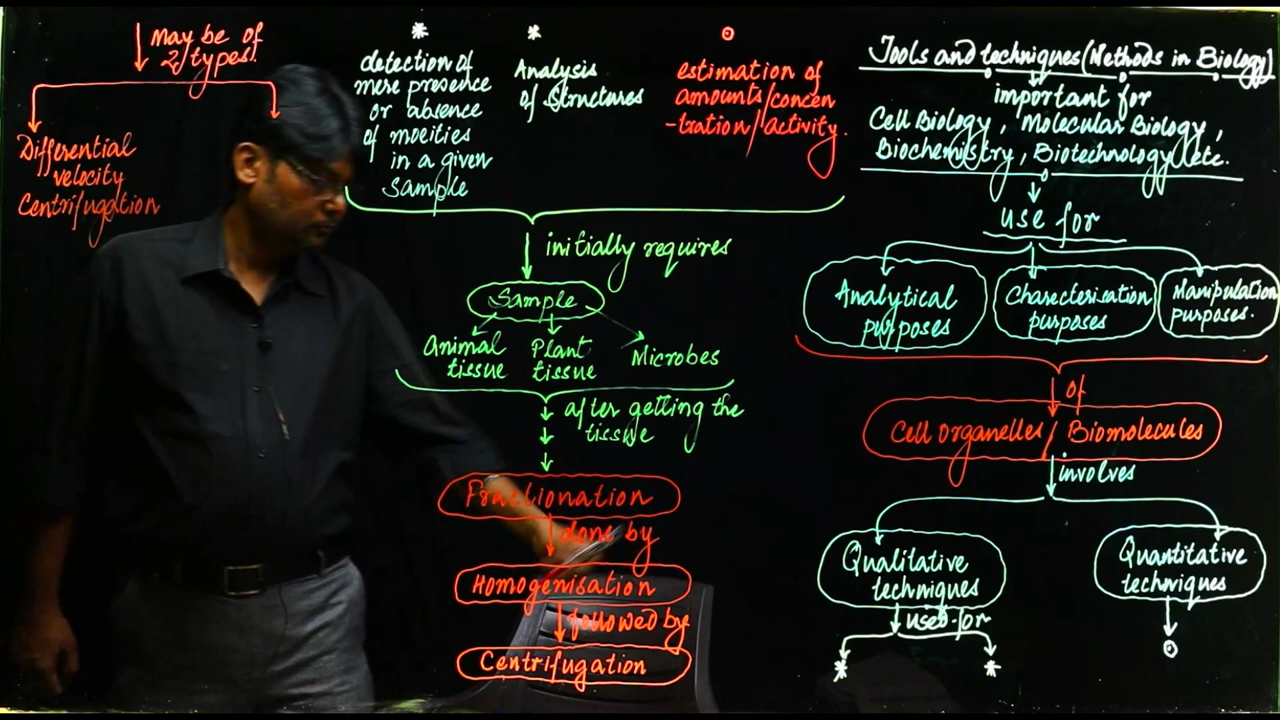 may be of
2 types!
Differential
velocity
Centrifugation
detection of
mere presence
or absence
of moeities
in a given
Sample
Analysis
of Structures
estimation of
amounts/concen
-tration/activity.
initially requires
Sample
Animal
tissue
Plant
tissue
Microbes
after getting the
tissue
Fractionation
done by
Homogenisation
followed by
Centrifugation
Tools and techniques (Methods in Biology)
important for
Cell Biology, Molecular Biology,
Biochemistry, Biotechnology etc.
use for
Analytical
purposes
Charecterisation
purposes
Manipulation
purposes.
of
Cell organelles/ Biomolecules
involves
Qualitative
techniques
Quantitative
techniques
used for